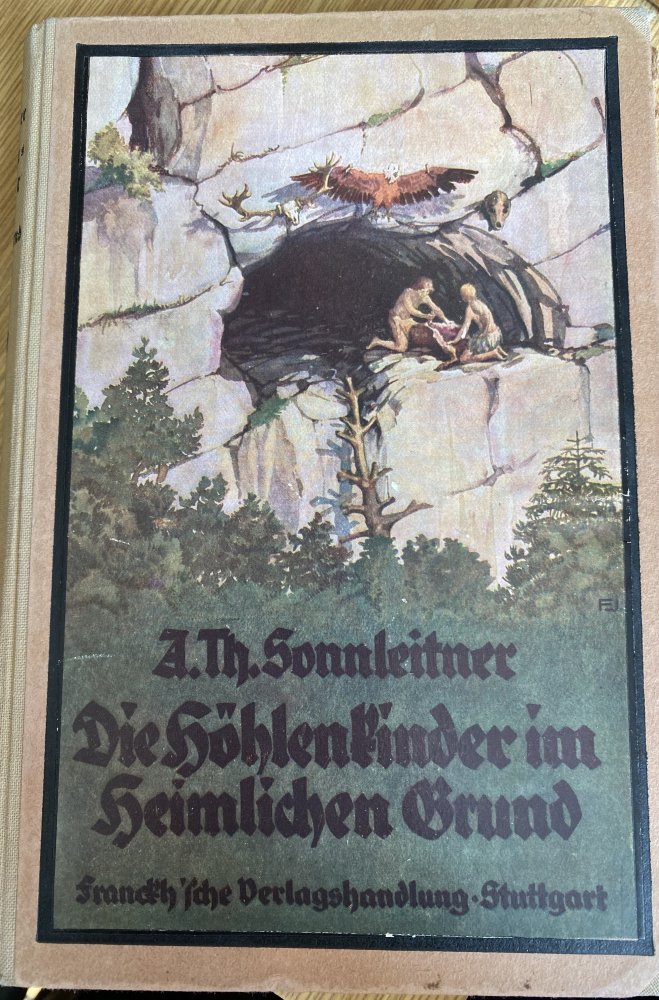 A. Th. Sonnleitner
Die Höhlenkinder im
Heimlichen Grund
Franckh'sche Verlagshandlung · Stuttgart